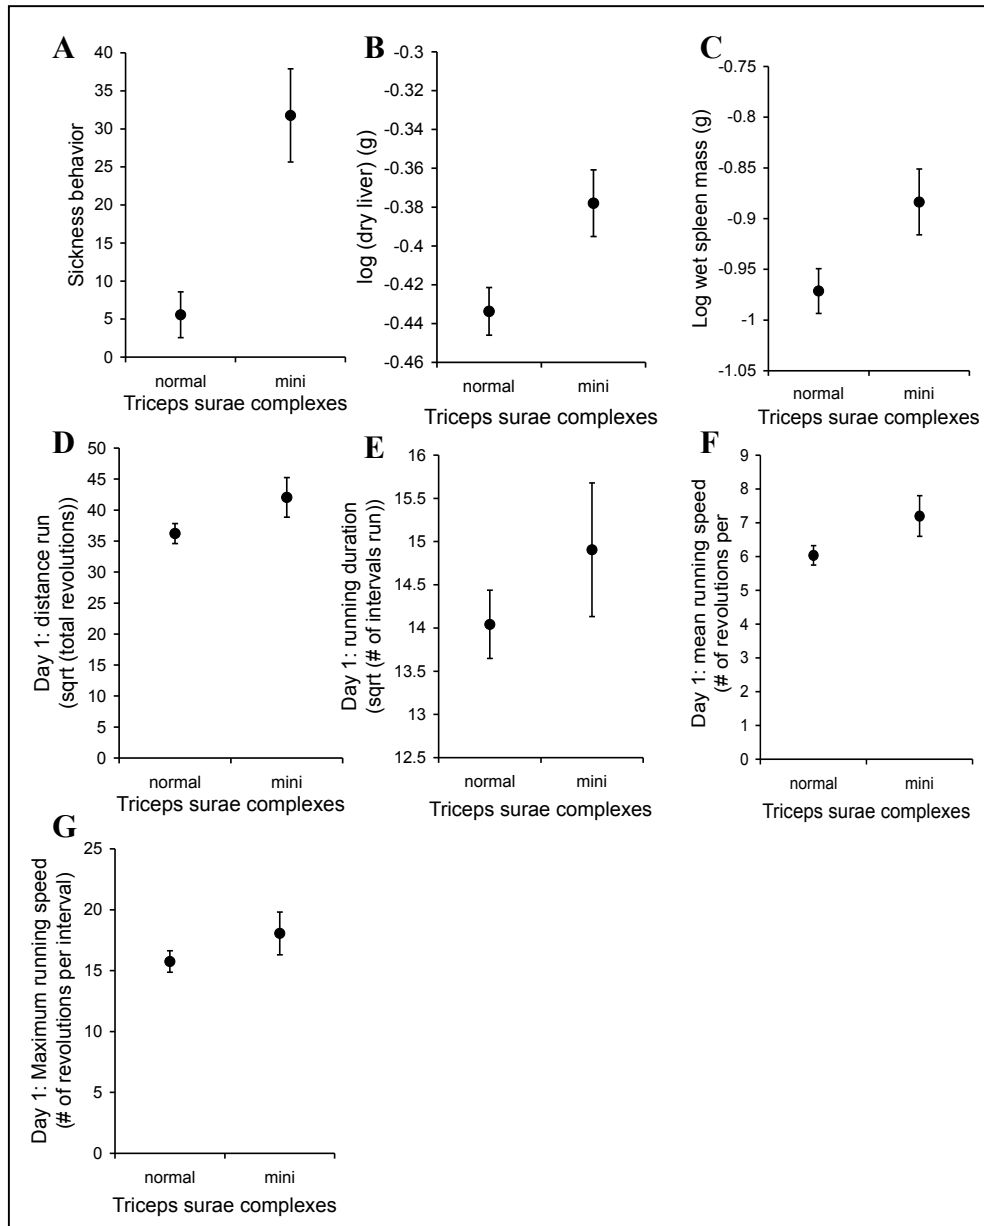 A
Sickness behavior
40
35
30
25
20
15
10
5
0
normal mini
Triceps surae complexes
B
log (dry liver) (g)
-0.3
-0.32
-0.34
-0.36
-0.38
-0.4
-0.42
-0.44
-0.46
normal mini
Triceps surae complexes
C
Log wet spleen mass (g)
-0.75
-0.8
-0.85
-0.9
-0.95
-1
-1.05
normal mini
Triceps surae complexes
D
Day 1: distance run
(sqrt (total revolutions))
50
45
40
35
30
25
20
15
10
5
0
normal mini
Triceps surae complexes
E
Day 1: running duration
(sqrt (# of intervals run))
16
15.5
15
14.5
14
13.5
13
12.5
normal mini
Triceps surae complexes
F
Day 1: mean running speed
(# of revolutions per
9
8
7
6
5
4
3
2
1
0
normal mini
Triceps surae complexes
G
Day 1: Maximum running speed
(# of revolutions per interval)
25
20
15
10
5
0
normal mini
Triceps surae complexes